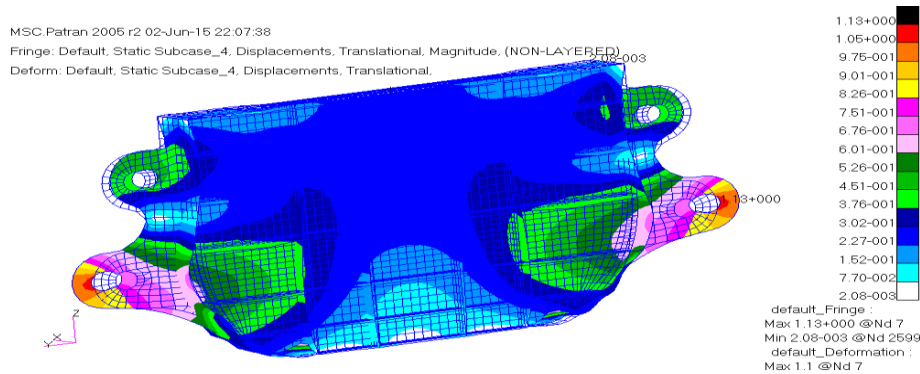 MSC.Patran 2005 r2 02-Jun-15 22:07:38
Fringe: Default, Static Subcase_4, Displacements, Translational, Magnitude, (NON-LAYERED)
Deform: Default, Static Subcase_4, Displacements, Translational,
2.08-003
1.13+000
1.13+000
1.05+000
9.75-001
9.01-001
8.26-001
7.51-001
6.76-001
6.01-001
5.26-001
4.51-001
3.76-001
3.02-001
2.27-001
1.52-001
7.70-002
2.08-003
default_Fringe :
Max 1.13+000 @Nd 7
Min 2.08-003 @Nd 2599
default_Deformation :
Max 1.1 @Nd 7
Z
Y X